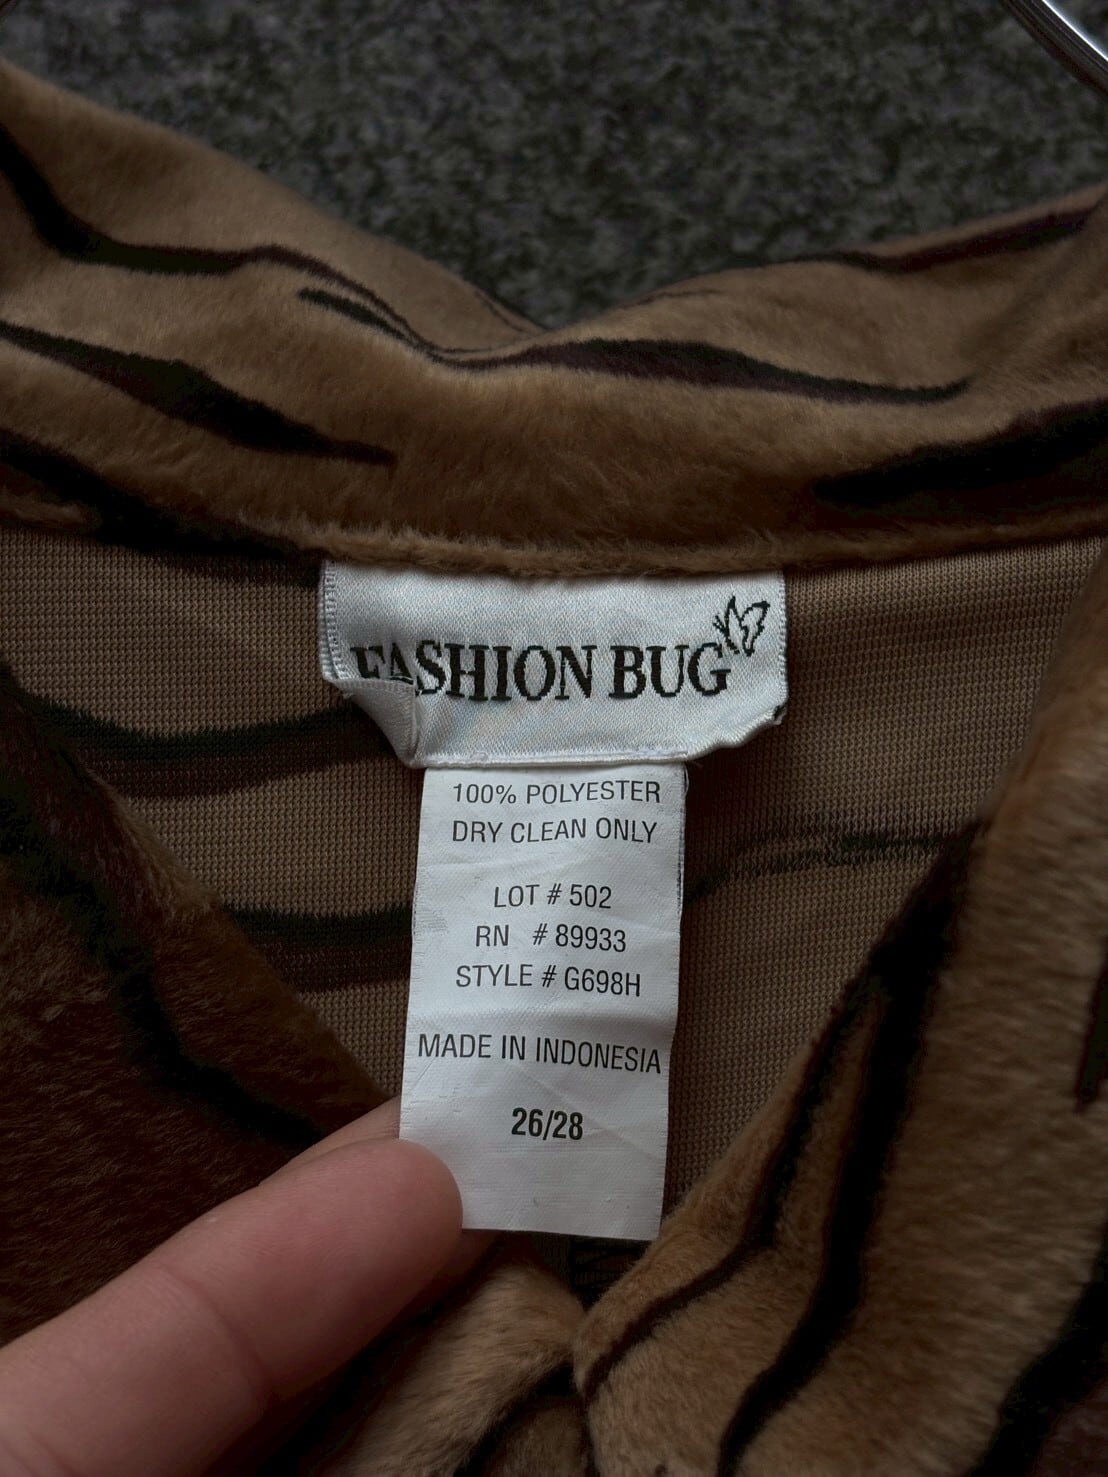 FASHION BUG
100% POLYESTER
DRY CLEAN ONLY
LOT # 502
RN # 89933
STYLE # G698H
MADE IN INDONESIA
26/28